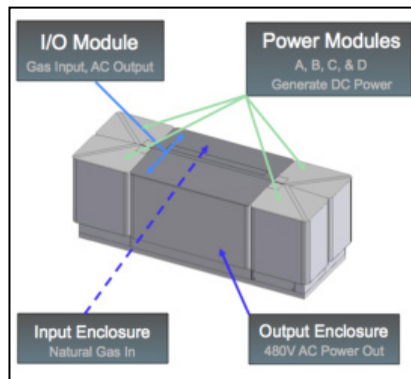 I/O Module
Gas Input, AC Output
Power Modules
A, B, C, & D
Generate DC Power
Input Enclosure
Natural Gas In
Output Enclosure
480V AC Power Out